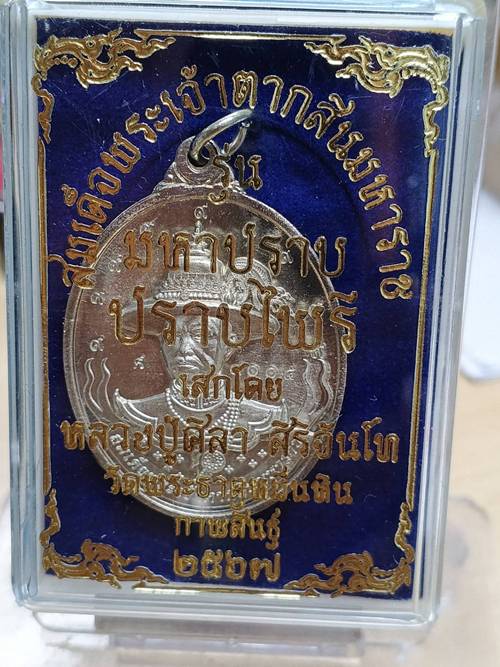 สมเด็จพระเจ้าตากสินมหาราช
รุ่น
มหาปราบ
ปราบไพรี
เสกโดย
หลวงปู่ศิลา สิริจันโท
วัดพระธาตุหมื่นหิน
กาฬสินธุ์
๒๕๖๗